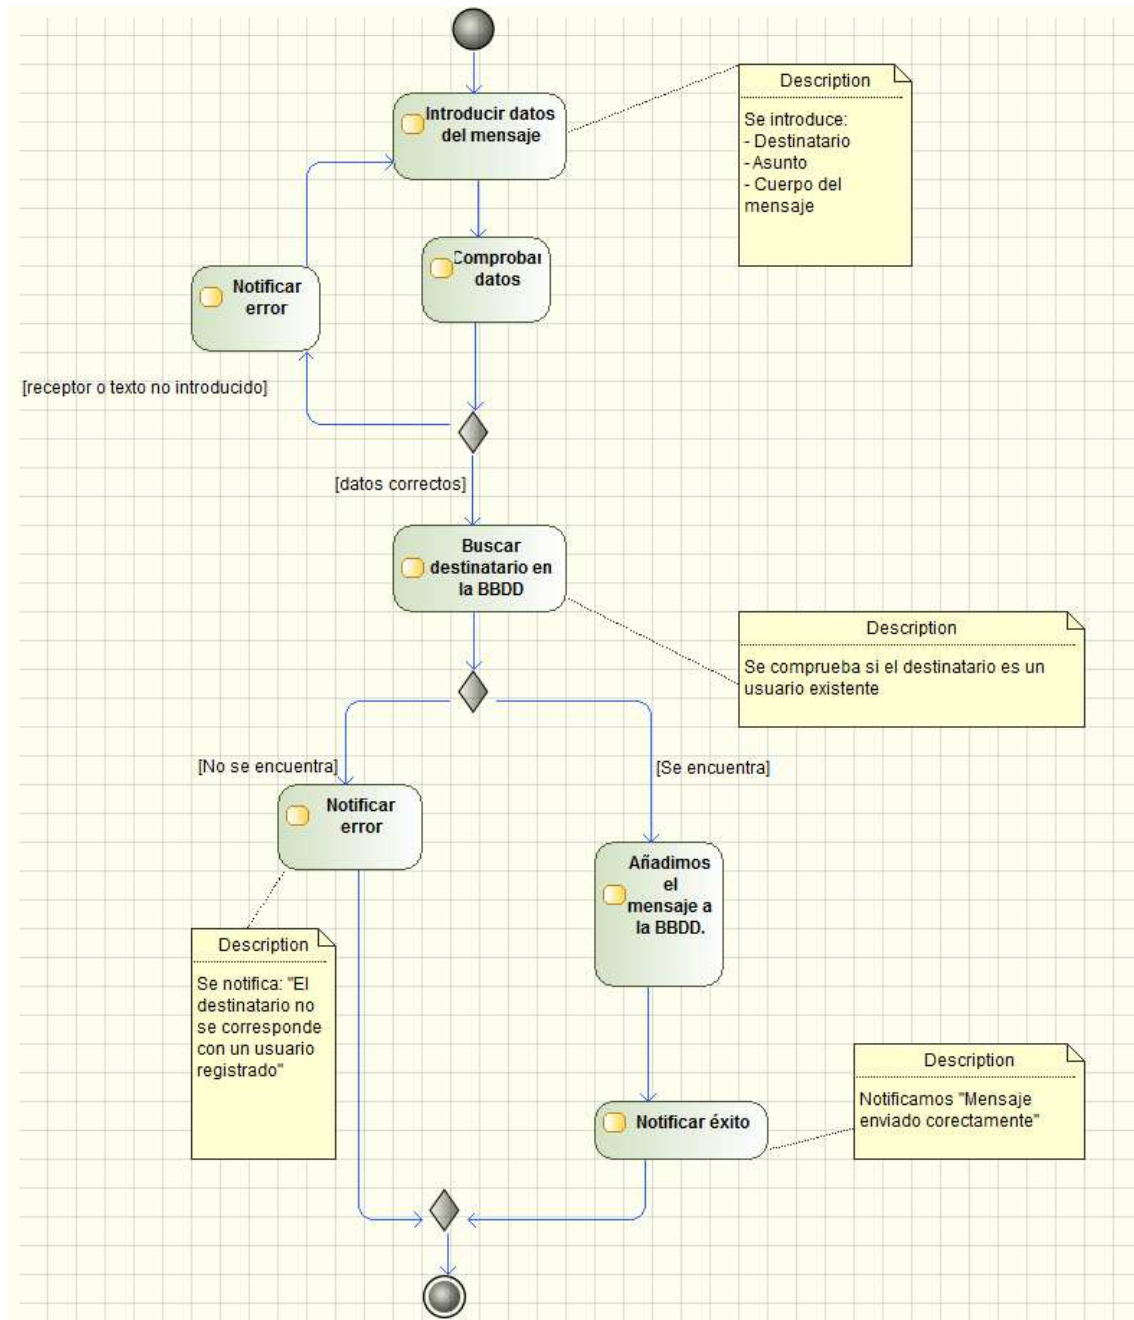 Introducir datos
del mensaje
Description
Se introduce:
- Destinatario
- Asunto
- Cuerpo del
mensaje
Comprobar
datos
Notificar
error
[receptor o texto no introducido]
[datos correctos]
Buscar
destinatario en
la BBDD
Description
Se comprueba si el destinatario es un
usuario existente
[No se encuentra]
[Se encuentra]
Notificar
error
Añadimos
el
mensaje a
la BBDD.
Description
Se notifica: "El
destinatario no
se corresponde
con un usuario
registrado"
Description
Notificamos "Mensaje
enviado corectamente"
Notificar éxito